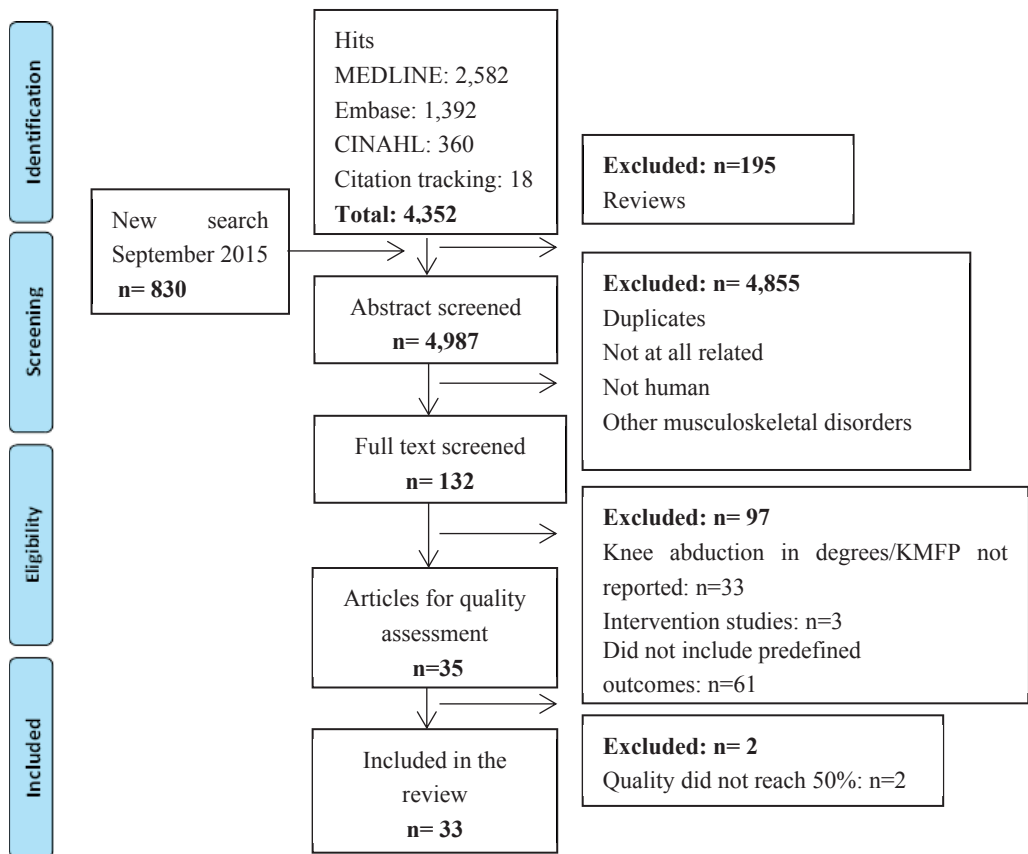 Identification
Hits
MEDLINE: 2,582
Embase: 1,392
CINAHL: 360
Citation tracking: 18
Total: 4,352
Excluded: n=195
Reviews
New search
September 2015
n= 830
Screening
Abstract screened
n= 4,987
Excluded: n= 4,855
Duplicates
Not at all related
Not human
Other musculoskeletal disorders
Full text screened
n= 132
Eligibility
Excluded: n= 97
Knee abduction in degrees/KMFP not
reported: n=33
Intervention studies: n=3
Did not include predefined
outcomes: n=61
Articles for quality
assessment
n=35
Included
Excluded: n= 2
Quality did not reach 50%: n=2
Included in the
review
n= 33